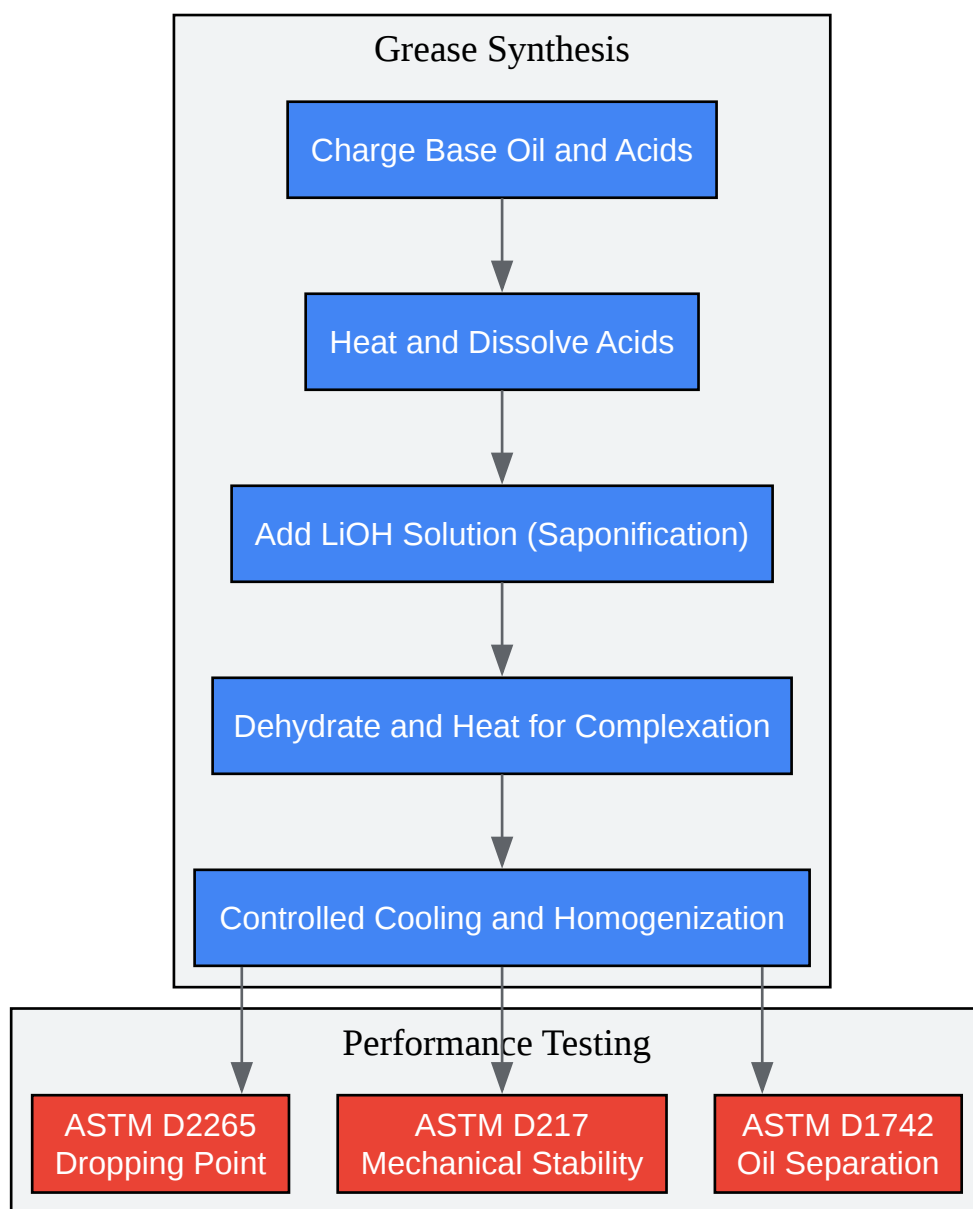 Grease Synthesis
Charge Base Oil and Acids
Heat and Dissolve Acids
Add LiOH Solution (Saponification)
Dehydrate and Heat for Complexation
Controlled Cooling and Homogenization
Performance Testing
ASTM D2265
Dropping Point
ASTM D217
Mechanical Stability
ASTM D1742
Oil Separation